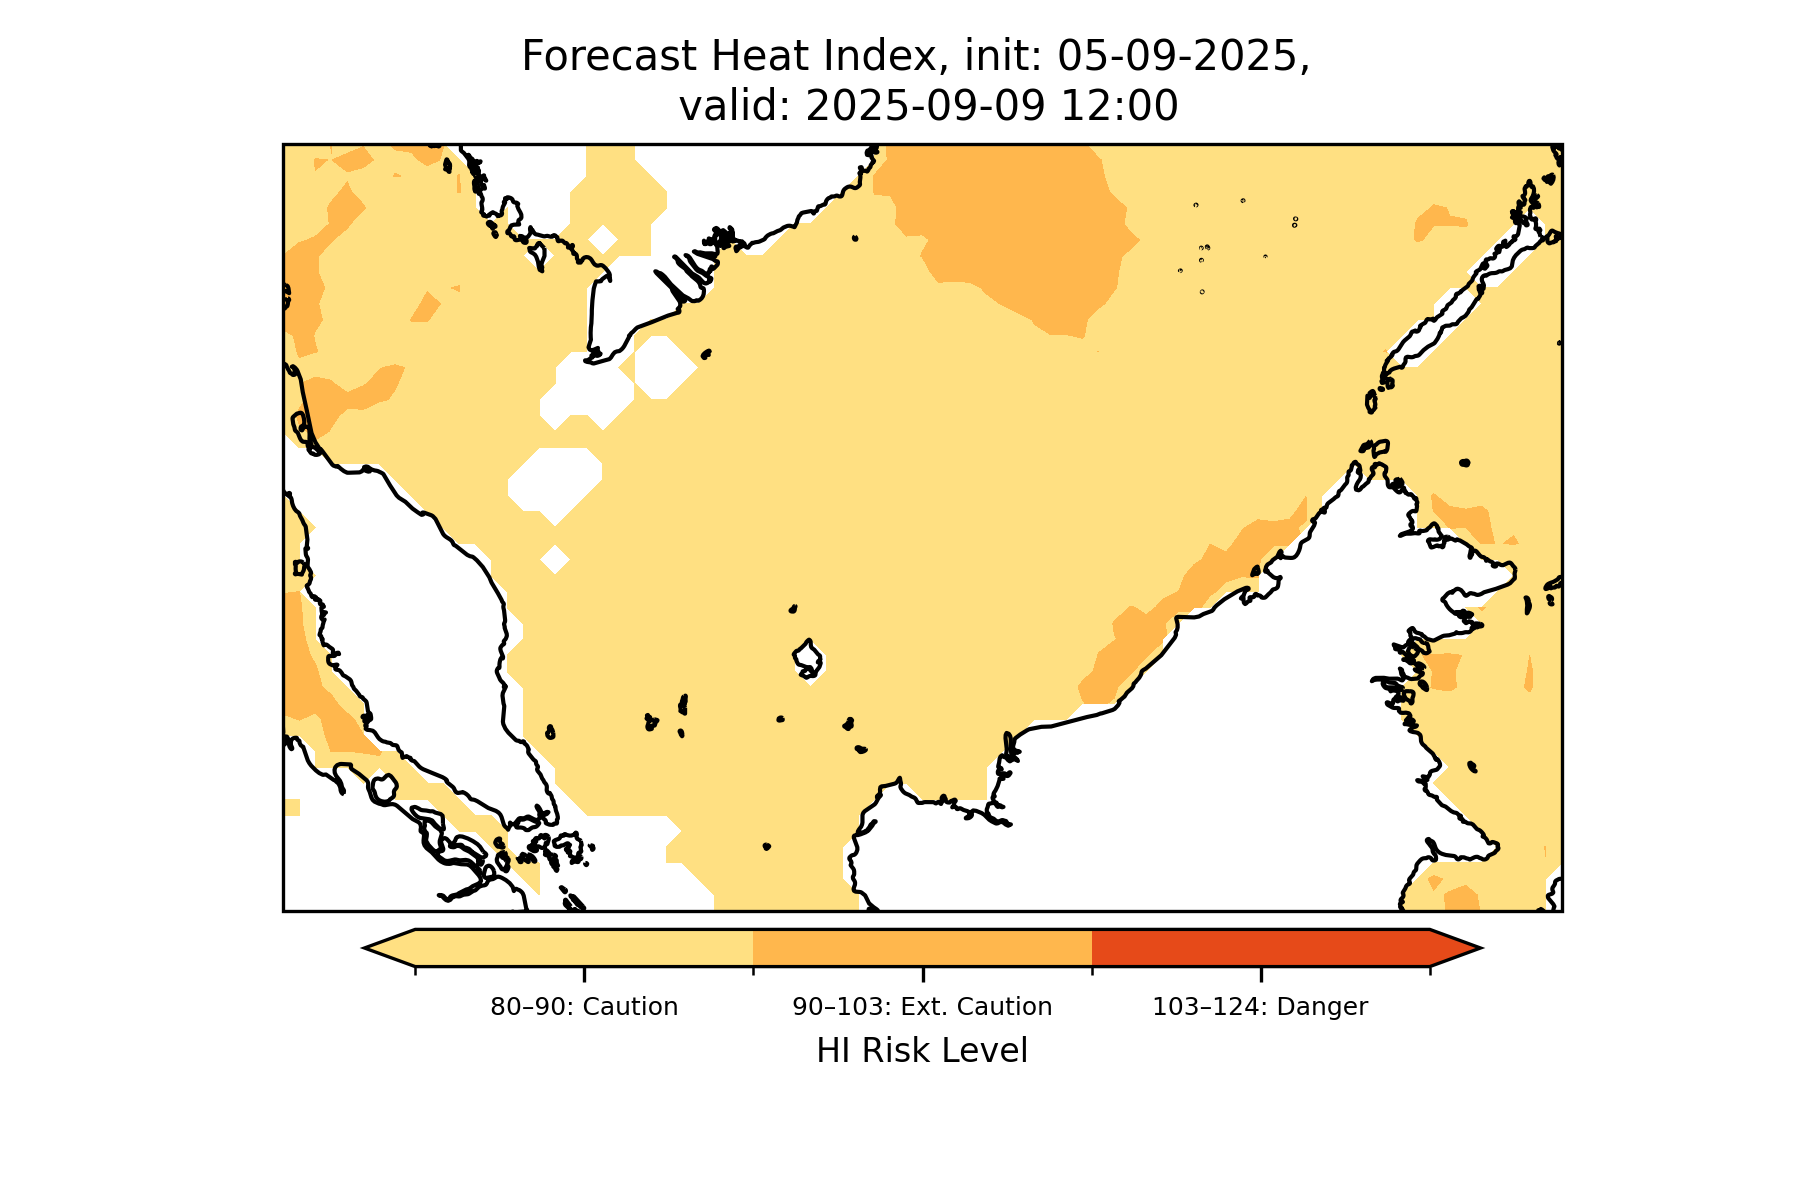 Forecast Heat Index, init: 05-09-2025,
valid: 2025-09-09 12:00
80–90: Caution
90–103: Ext. Caution
103–124: Danger
HI Risk Level